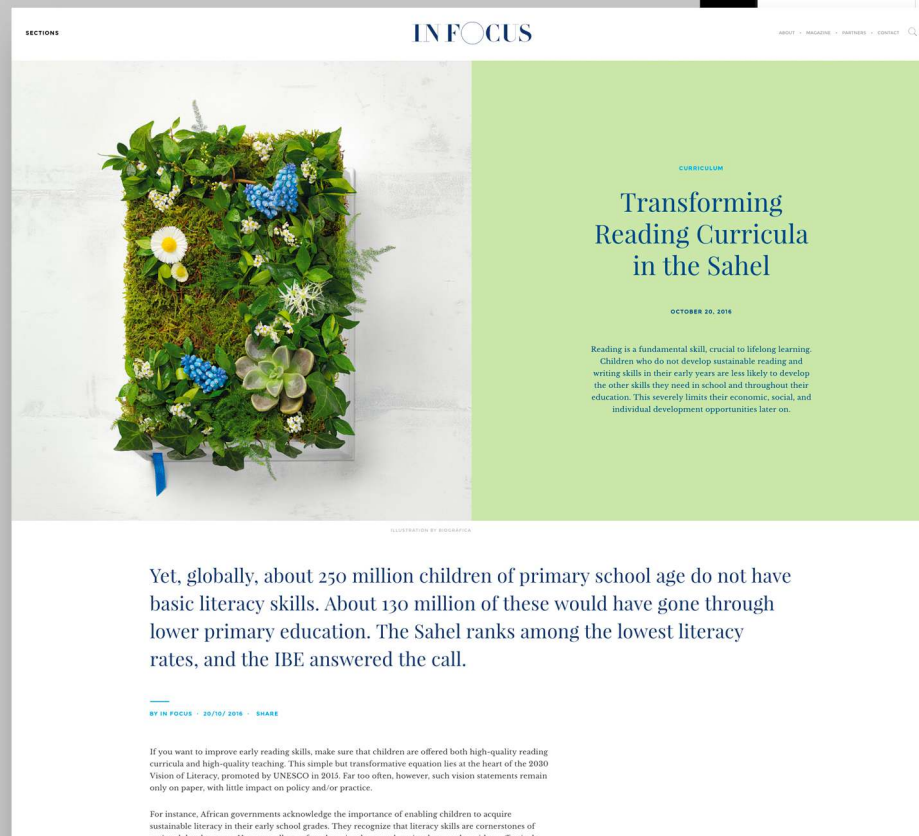 SECTIONS
INFOCUS
ABOUT • MAGAZINE • PARTNERS • CONTACT
CURRICULUM
Transforming
Reading Curricula
in the Sahel
OCTOBER 20, 2016
Reading is a fundamental skill, crucial to lifelong learning.
Children who do not develop sustainable reading and
writing skills in their early years are less likely to develop
the other skills they need in school and throughout their
education. This severely limits their economic, social, and
individual development opportunities later on.
ILLUSTRATION BY BIROGRAFICA
Yet, globally, about 250 million children of primary school age do not have
basic literacy skills. About 130 million of these would have gone through
lower primary education. The Sahel ranks among the lowest literacy
rates, and the IBE answered the call.
BY IN FOCUS • 20/10/ 2016 • SHARE
If you want to improve early reading skills, make sure that children are offered both high-quality reading
curricula and high-quality teaching. This simple but transformative equation lies at the heart of the 2030
Vision of Literacy, promoted by UNESCO in 2015. Far too often, however, such vision statements remain
only on paper, with little impact on policy and/or practice.
For instance, African governments acknowledge the importance of enabling children to acquire
sustainable literacy in their early school grades. They recognize that literacy skills are cornerstones of